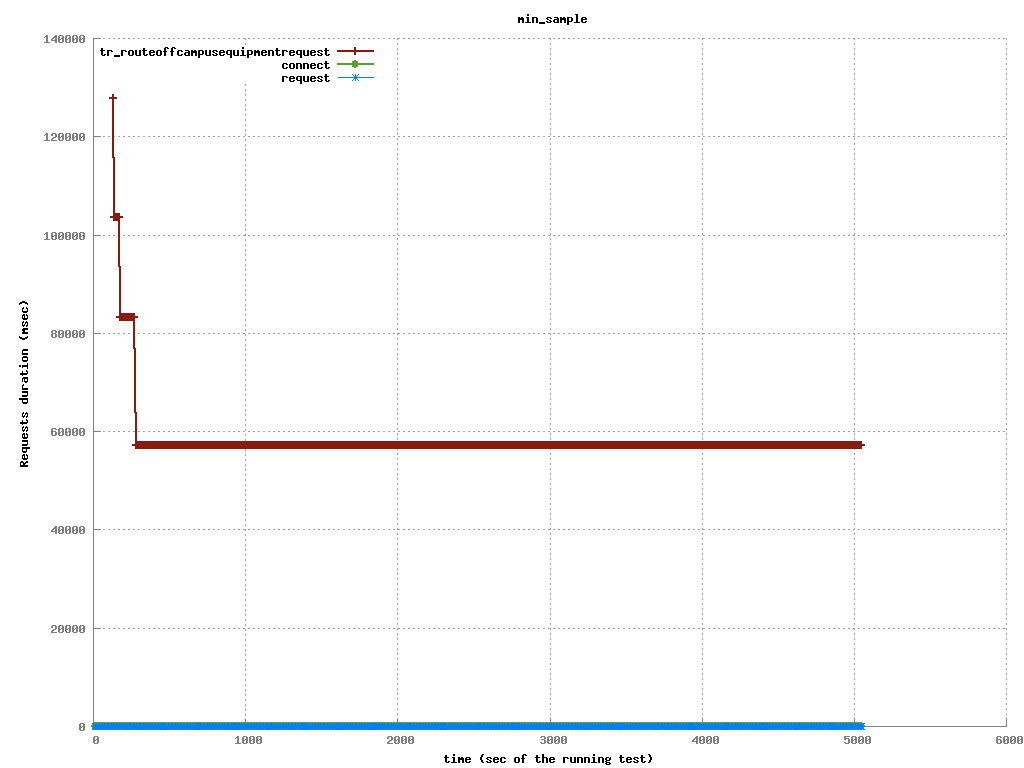 min_sample
tr_routeoffcampusequipmentrequest
connect
request
140000
120000
100000
80000
60000
40000
20000
0
Requests duration (msec)
0 1000 2000 3000 4000 5000 6000
time (sec of the running test)